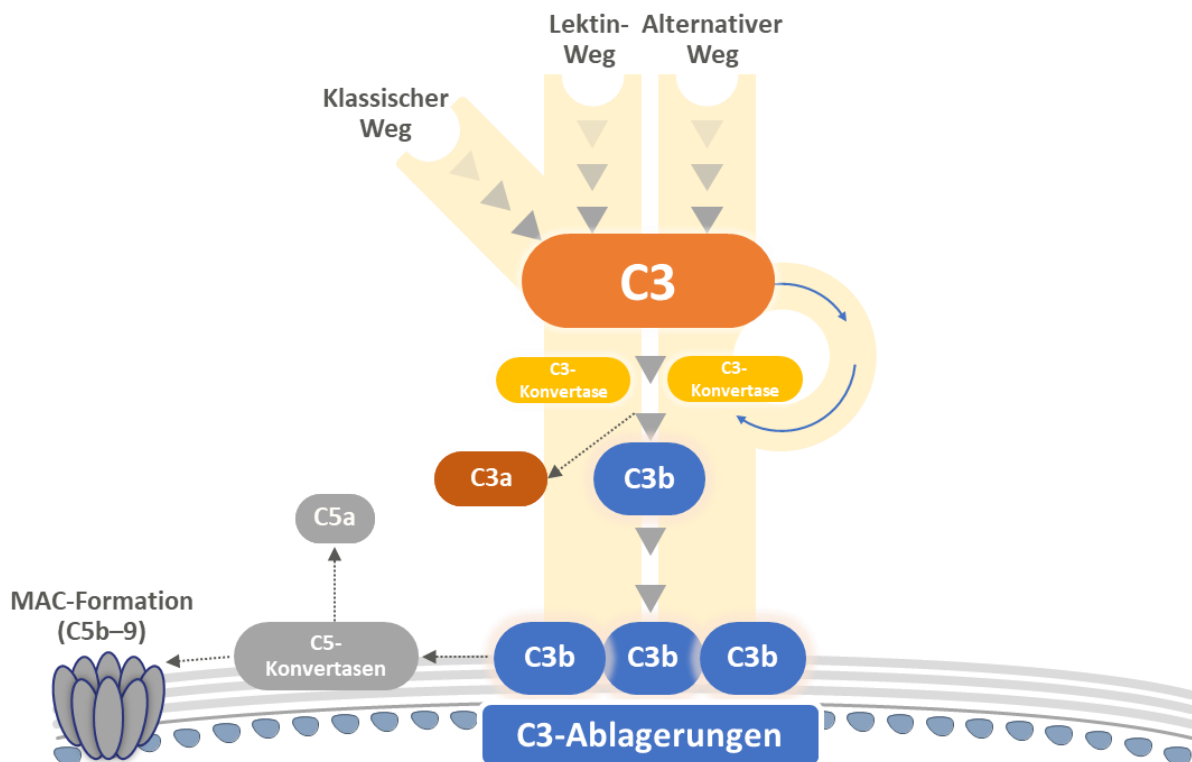 Lektin-
Weg
Alternativer
Weg
Klassischer
Weg
C3
C3-
Konvertase
C3-
Konvertase
C3a
C3b
C5a
MAC-Formation
(C5b–9)
C5-
Konvertasen
C3b
C3b
C3b
C3-Ablagerungen